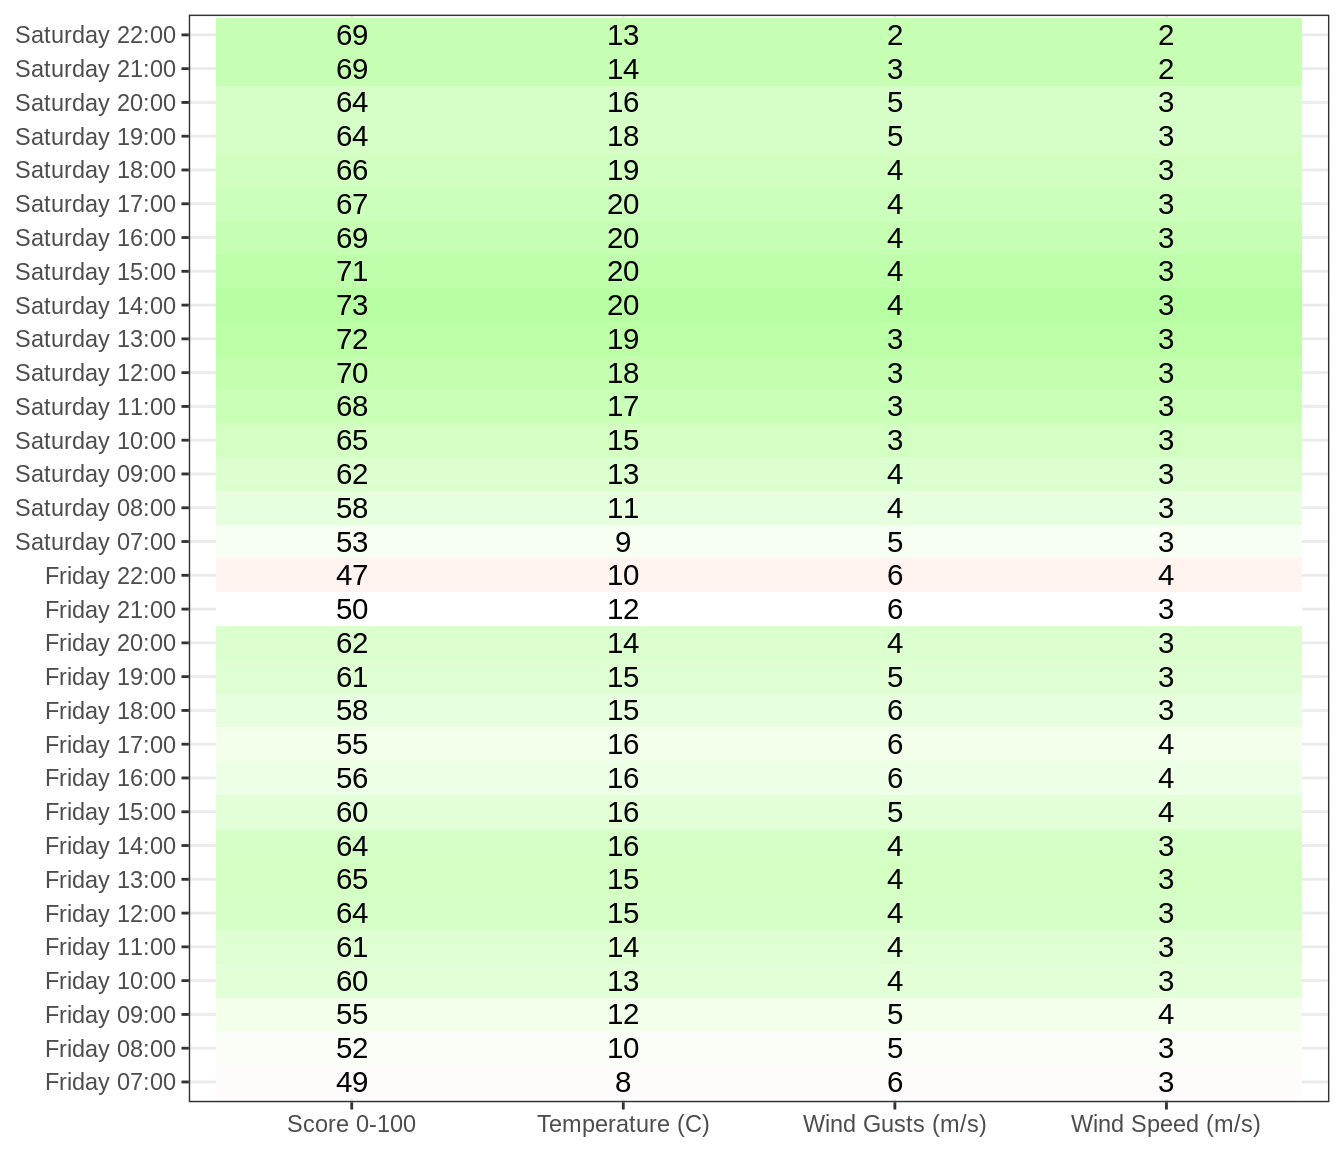 Saturday 22:00 69 13 2 2
Saturday 21:00 69 14 3 2
Saturday 20:00 64 16 5 3
Saturday 19:00 64 18 5 3
Saturday 18:00 66 19 4 3
Saturday 17:00 67 20 4 3
Saturday 16:00 69 20 4 3
Saturday 15:00 71 20 4 3
Saturday 14:00 73 20 4 3
Saturday 13:00 72 19 3 3
Saturday 12:00 70 18 3 3
Saturday 11:00 68 17 3 3
Saturday 10:00 65 15 3 3
Saturday 09:00 62 13 4 3
Saturday 08:00 58 11 4 3
Saturday 07:00 53 9 5 3
Friday 22:00 47 10 6 4
Friday 21:00 50 12 6 3
Friday 20:00 62 14 4 3
Friday 19:00 61 15 5 3
Friday 18:00 58 15 6 3
Friday 17:00 55 16 6 4
Friday 16:00 56 16 6 4
Friday 15:00 60 16 5 4
Friday 14:00 64 16 4 3
Friday 13:00 65 15 4 3
Friday 12:00 64 15 4 3
Friday 11:00 61 14 4 3
Friday 10:00 60 13 4 3
Friday 09:00 55 12 5 4
Friday 08:00 52 10 5 3
Friday 07:00 49 8 6 3
Score 0-100 Temperature (C) Wind Gusts (m/s) Wind Speed (m/s)